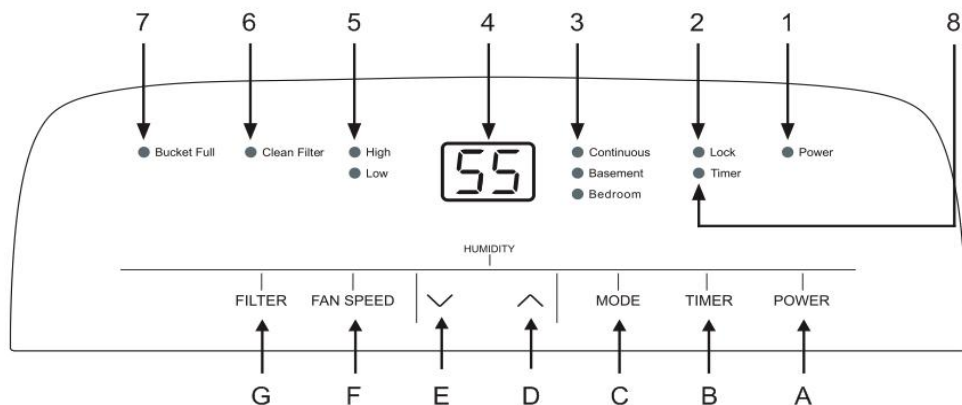 7 6 5 4 3 2 1 8
Bucket Full Clean Filter High 55 Continuous Lock Power
Low Basement Timer
Bedroom
HUMIDITY
FILTER FAN SPEED MODE TIMER POWER
G F E D C B A